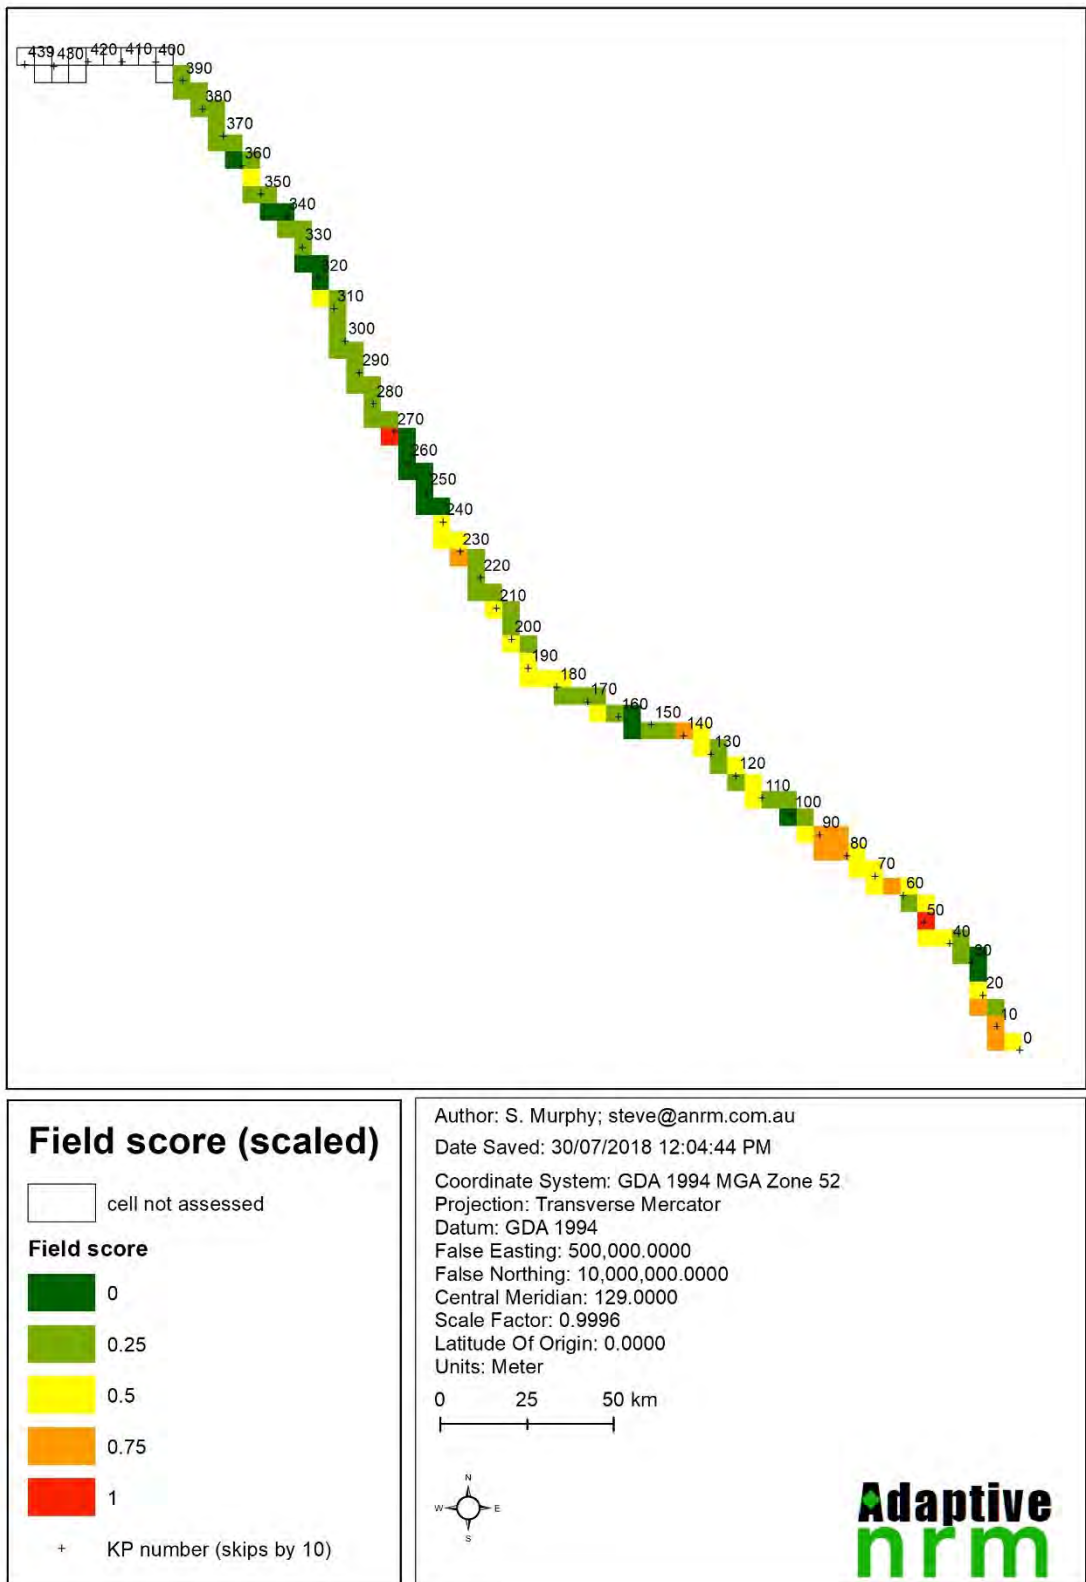 439 430 420 410 400
390
380
370
360
350
340
330
320
310
300
290
280
270
260
250
240
230
220
210
200
190
180
170
160 150 140
130
120
110
100
90
80
70
60
50
40
30
20
10
0
Field score (scaled)
cell not assessed
Field score
0
0.25
0.5
0.75
1
+ KP number (skips by 10)
Author: S. Murphy; steve@anrm.com.au
Date Saved: 30/07/2018 12:04:44 PM
Coordinate System: GDA 1994 MGA Zone 52
Projection: Transverse Mercator
Datum: GDA 1994
False Easting: 500,000.0000
False Northing: 10,000,000.0000
Central Meridian: 129.0000
Scale Factor: 0.9996
Latitude Of Origin: 0.0000
Units: Meter
0 25 50 km
N
W E
S
Adaptive
nrm